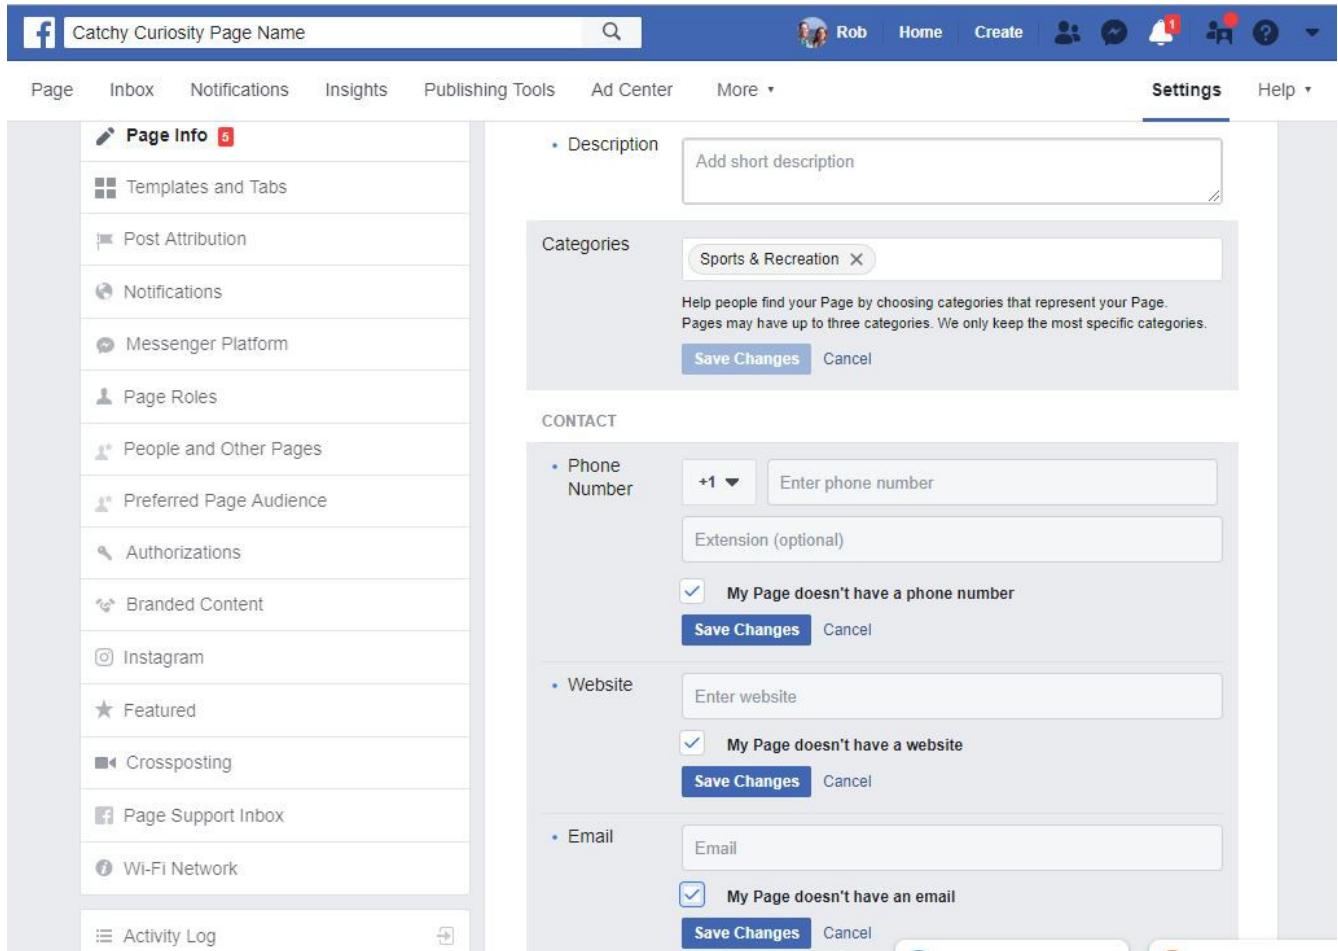 Catchy Curiosity Page Name
Rob Home Create 1
Page Inbox Notifications Insights Publishing Tools Ad Center More Settings Help
Page Info 5
Templates and Tabs
Post Attribution
Notifications
Messenger Platform
Page Roles
People and Other Pages
Preferred Page Audience
Authorizations
Branded Content
Instagram
Featured
Crossposting
Page Support Inbox
Wi-Fi Network
Activity Log
Description
Add short description
Categories
Sports & Recreation
Help people find your Page by choosing categories that represent your Page.
Pages may have up to three categories. We only keep the most specific categories.
Save Changes Cancel
CONTACT
Phone
Number
+1 Enter phone number
Extension (optional)
My Page doesn't have a phone number
Save Changes Cancel
Website
Enter website
My Page doesn't have a website
Save Changes Cancel
Email
Email
My Page doesn't have an email
Save Changes Cancel